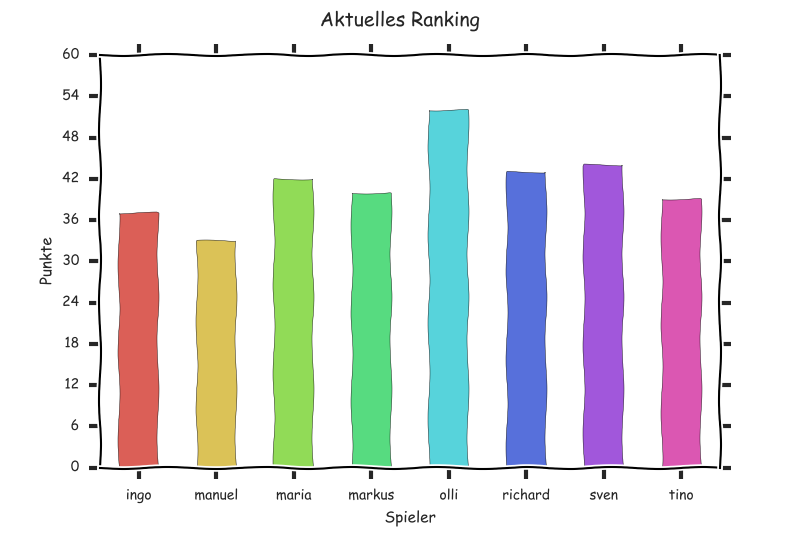 Aktuelles Ranking
60
54
48
42
36
30
24
18
12
6
0
Punkte
ingo manuel maria markus olli richard sven tino
Spieler